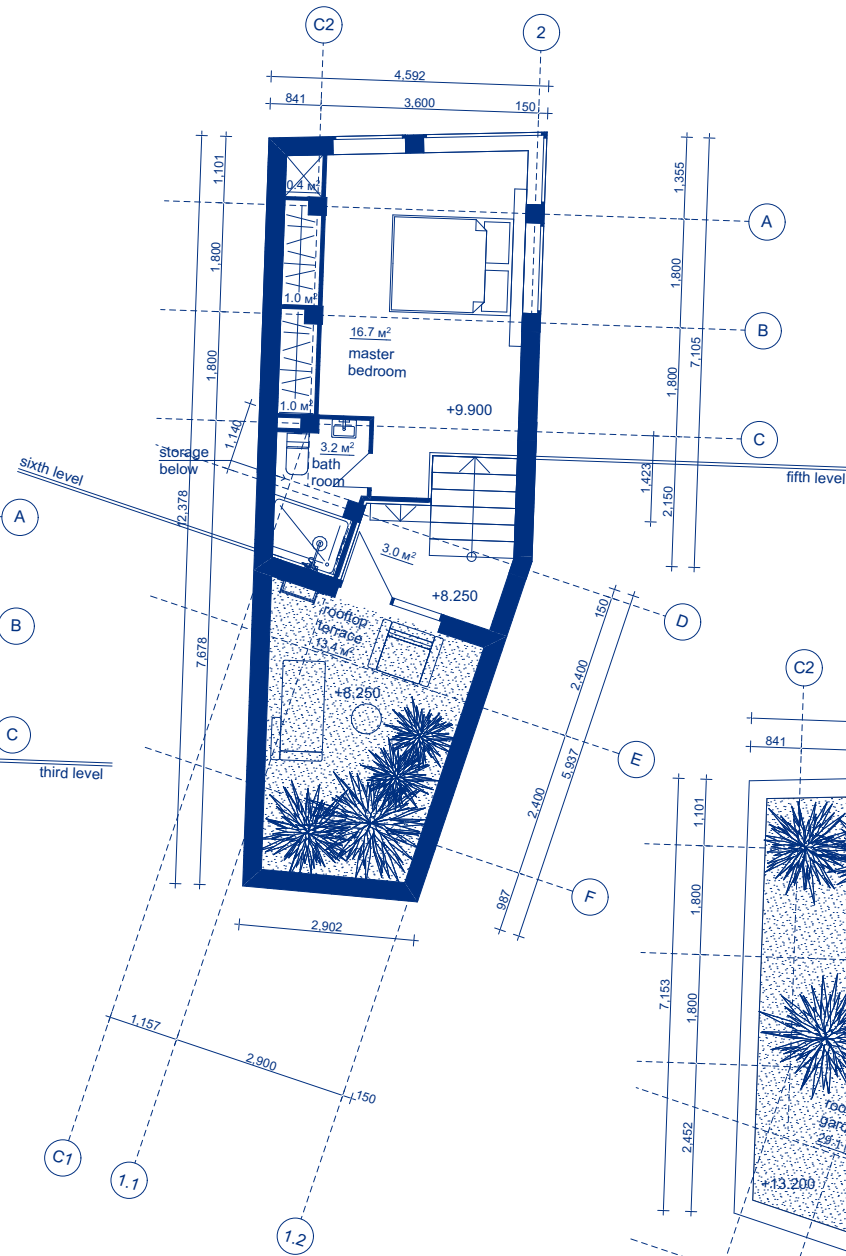 C2
2
4,592
841
3,600
150
1,101
1,355
0.4 м²
A
1,800
1,800
1.0 м²
B
16.7 м²
master
bedroom
7,105
1,800
1,800
1.0 м²
+9.900
C
1,140
3.2 м²
bath
room
storage
below
sixth level
fifth level
1,423
2,150
12,378
A
3.0 м²
+8.250
150
D
B
rooftop
terrace
13.4 м²
7,678
2,400
+8.250
C2
C
third level
E
5,937
841
2,400
1,101
F
987
1,800
2,902
7,153
1,800
1,157
2,900
150
2,452
+13.200
C1
1.1
1.2